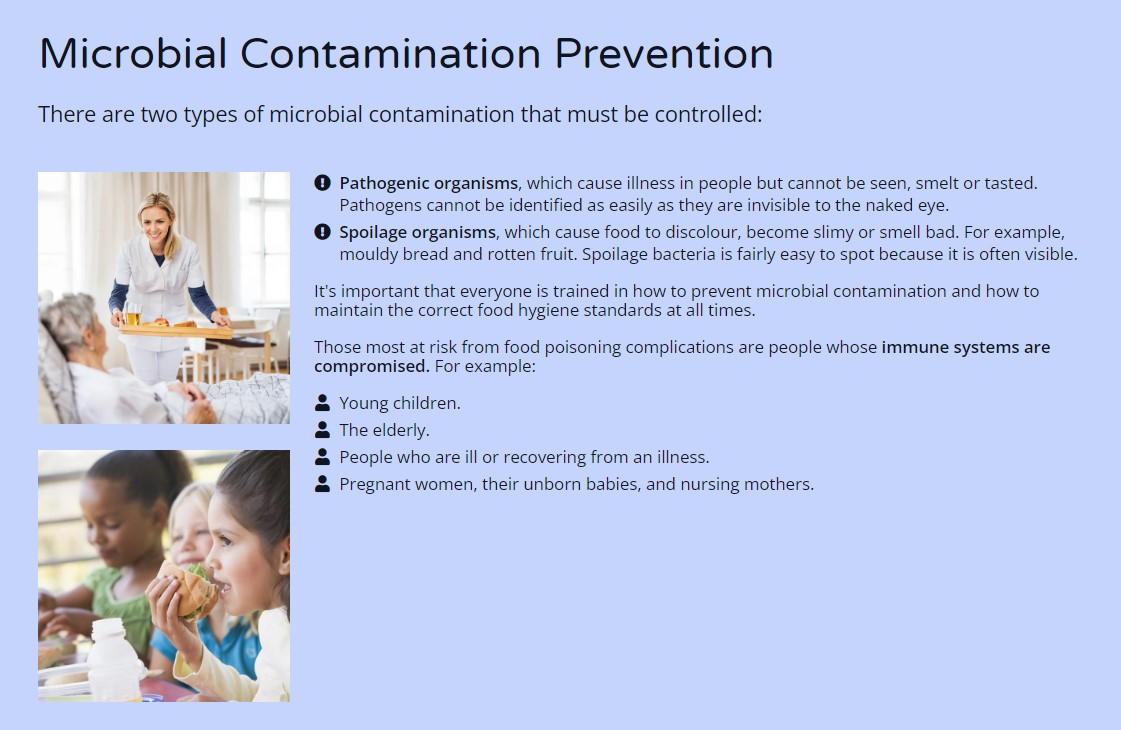 Microbial Contamination Prevention
There are two types of microbial contamination that must be controlled:
Pathogenic organisms, which cause illness in people but cannot be seen, smelt or tasted.
Pathogens cannot be identified as easily as they are invisible to the naked eye.
Spoilage organisms, which cause food to discolour, become slimy or smell bad. For example,
mouldy bread and rotten fruit. Spoilage bacteria is fairly easy to spot because it is often visible.
It's important that everyone is trained in how to prevent microbial contamination and how to
maintain the correct food hygiene standards at all times.
Those most at risk from food poisoning complications are people whose immune systems are
compromised. For example:
Young children.
The elderly.
People who are ill or recovering from an illness.
Pregnant women, their unborn babies, and nursing mothers.